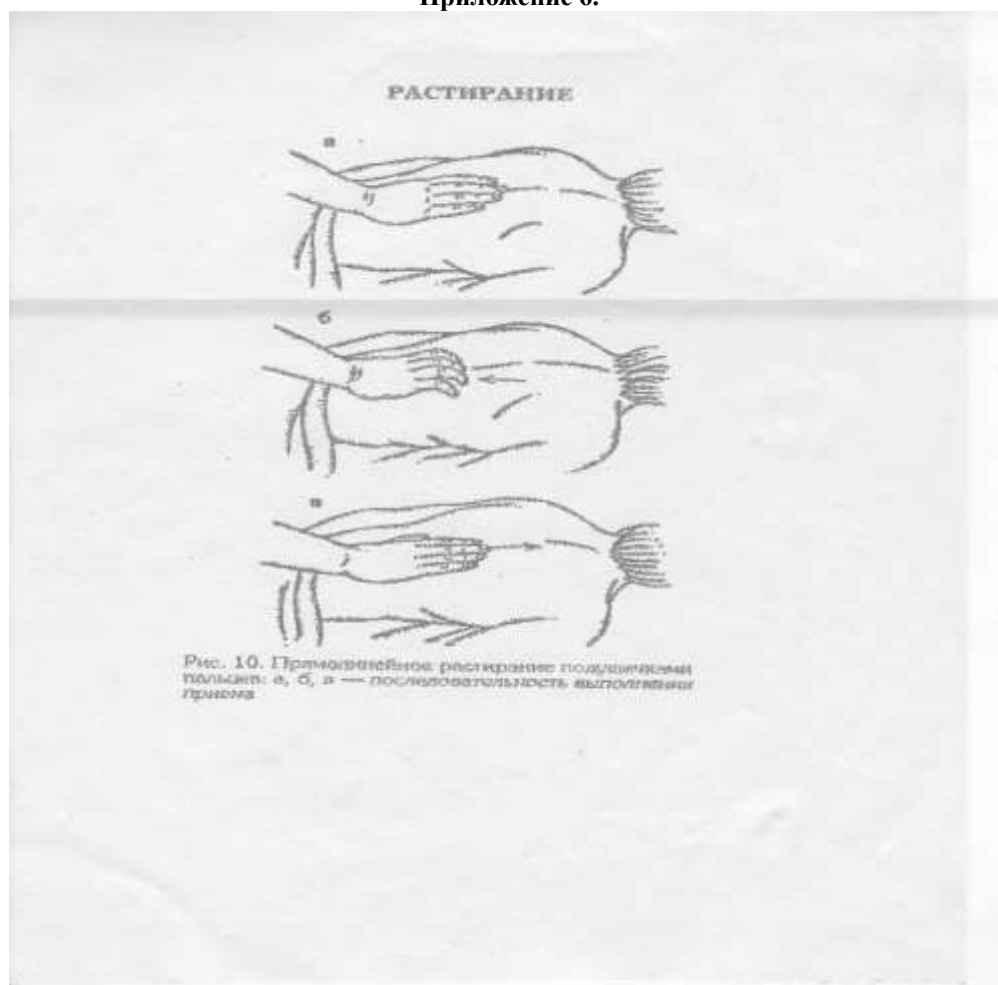 Приложение 6.
РАСТИРАНИЕ
а
б
в
Рис. 10. Прямолинейное растирание подушечками
пальцев: а, б, в — последовательность выполнения
приема